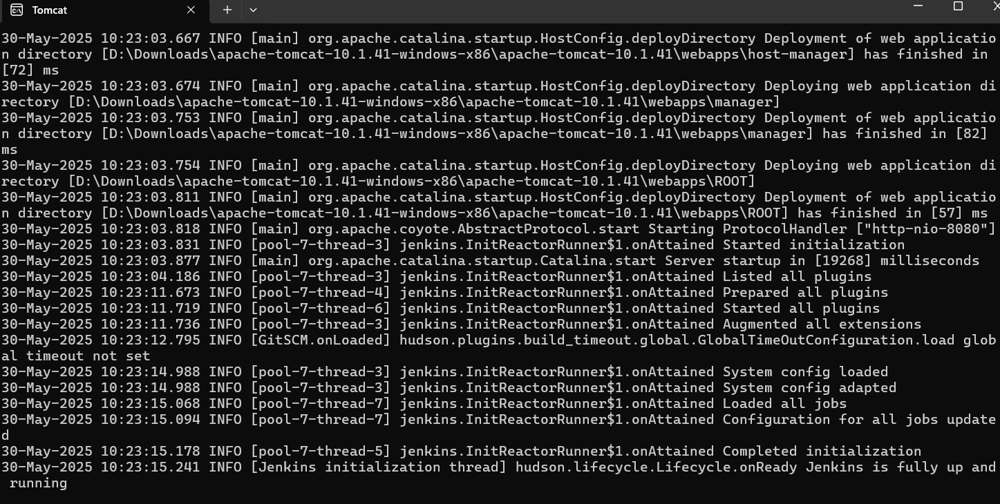 Tomcat
30-May-2025 10:23:03.667 INFO [main] org.apache.catalina.startup.HostConfig.deployDirectory Deployment of web applicatio
n directory [D:\Downloads\apache-tomcat-10.1.41-windows-x86\apache-tomcat-10.1.41\webapps\host-manager] has finished in
[72] ms
30-May-2025 10:23:03.674 INFO [main] org.apache.catalina.startup.HostConfig.deployDirectory Deploying web application di
rectory [D:\Downloads\apache-tomcat-10.1.41-windows-x86\apache-tomcat-10.1.41\webapps\manager]
30-May-2025 10:23:03.753 INFO [main] org.apache.catalina.startup.HostConfig.deployDirectory Deployment of web applicatio
n directory [D:\Downloads\apache-tomcat-10.1.41-windows-x86\apache-tomcat-10.1.41\webapps\manager] has finished in [82]
ms
30-May-2025 10:23:03.754 INFO [main] org.apache.catalina.startup.HostConfig.deployDirectory Deploying web application di
rectory [D:\Downloads\apache-tomcat-10.1.41-windows-x86\apache-tomcat-10.1.41\webapps\ROOT]
30-May-2025 10:23:03.811 INFO [main] org.apache.catalina.startup.HostConfig.deployDirectory Deployment of web applicatio
n directory [D:\Downloads\apache-tomcat-10.1.41-windows-x86\apache-tomcat-10.1.41\webapps\ROOT] has finished in [57] ms
30-May-2025 10:23:03.818 INFO [main] org.apache.coyote.AbstractProtocol.start Starting ProtocolHandler ["http-nio-8080"]
30-May-2025 10:23:03.831 INFO [pool-7-thread-3] jenkins.InitReactorRunner$1.onAttained Started initialization
30-May-2025 10:23:03.877 INFO [main] org.apache.catalina.startup.Catalina.start Server startup in [19268] milliseconds
30-May-2025 10:23:04.186 INFO [pool-7-thread-3] jenkins.InitReactorRunner$1.onAttained Listed all plugins
30-May-2025 10:23:11.673 INFO [pool-7-thread-4] jenkins.InitReactorRunner$1.onAttained Prepared all plugins
30-May-2025 10:23:11.719 INFO [pool-7-thread-6] jenkins.InitReactorRunner$1.onAttained Started all plugins
30-May-2025 10:23:11.736 INFO [pool-7-thread-3] jenkins.InitReactorRunner$1.onAttained Augmented all extensions
30-May-2025 10:23:12.795 INFO [GitSCM.onLoaded] hudson.plugins.build_timeout.global.GlobalTimeOutConfiguration.load glob
al timeout not set
30-May-2025 10:23:14.988 INFO [pool-7-thread-3] jenkins.InitReactorRunner$1.onAttained System config loaded
30-May-2025 10:23:14.988 INFO [pool-7-thread-3] jenkins.InitReactorRunner$1.onAttained System config adapted
30-May-2025 10:23:15.068 INFO [pool-7-thread-7] jenkins.InitReactorRunner$1.onAttained Loaded all jobs
30-May-2025 10:23:15.094 INFO [pool-7-thread-7] jenkins.InitReactorRunner$1.onAttained Configuration for all jobs update
d
30-May-2025 10:23:15.178 INFO [pool-7-thread-5] jenkins.InitReactorRunner$1.onAttained Completed initialization
30-May-2025 10:23:15.241 INFO [Jenkins initialization thread] hudson.lifecycle.Lifecycle.onReady Jenkins is fully up and
running